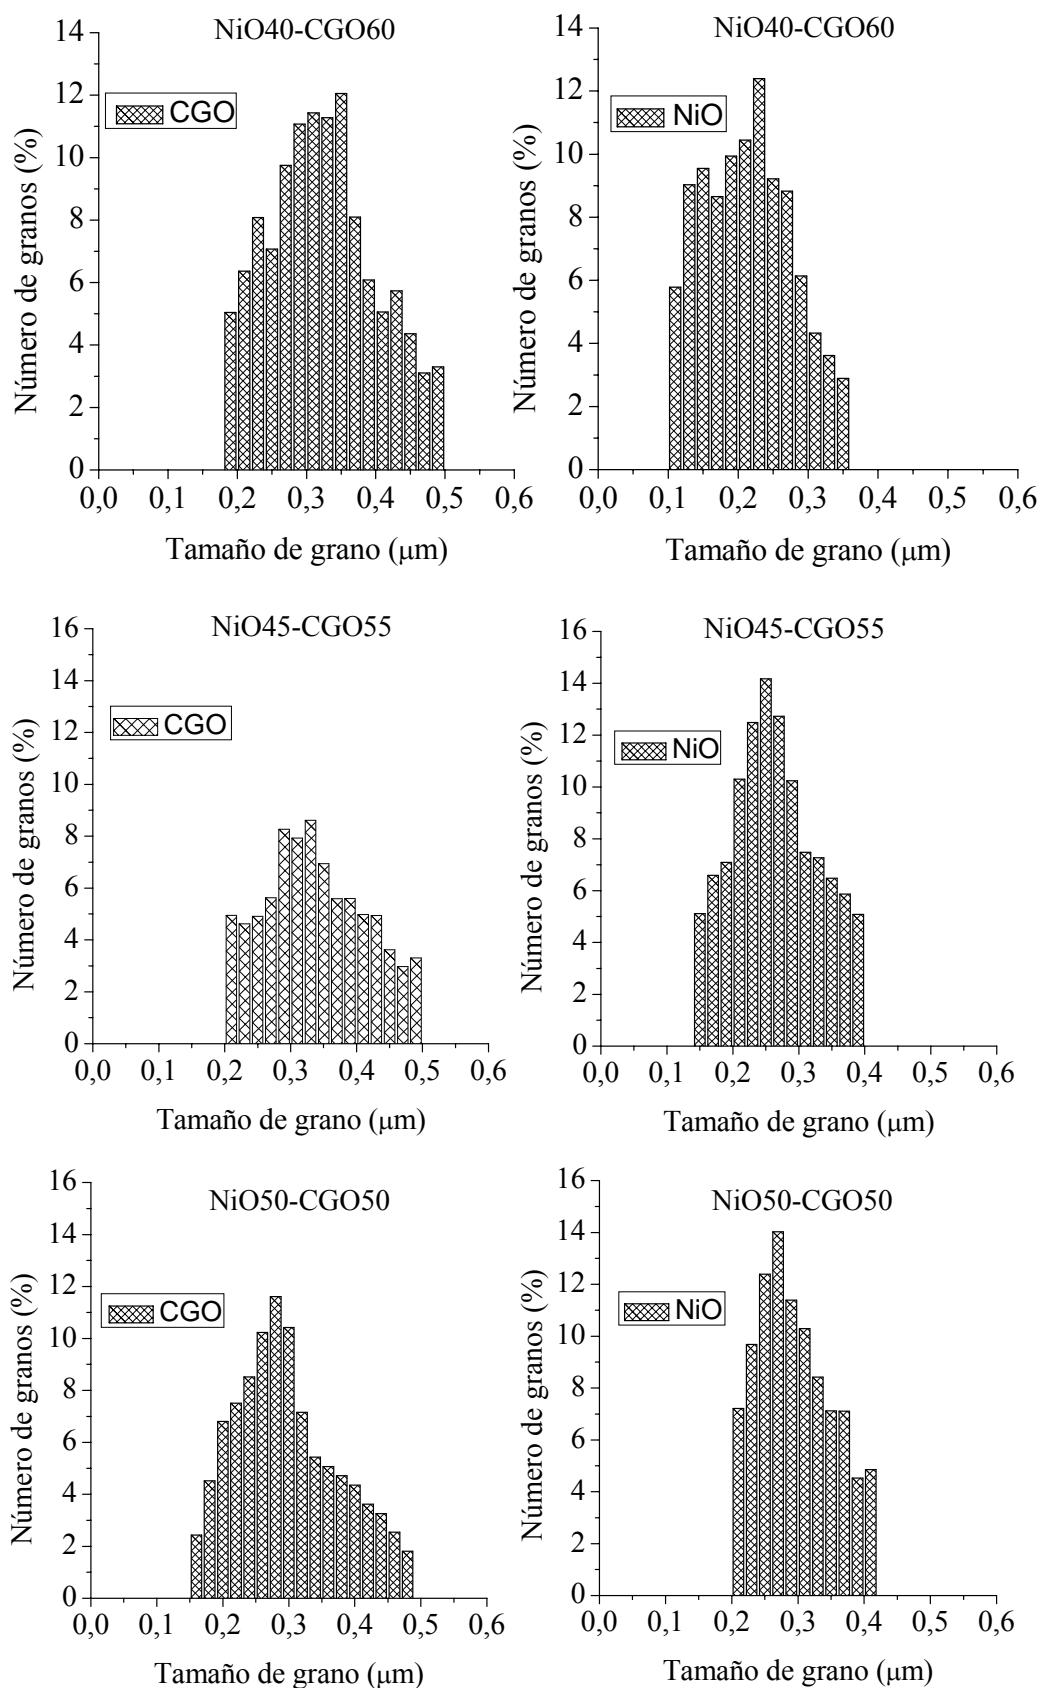 NiO40-CGO60
14
12
10
8
6
4
2
0
Número de granos (%)
CGO
0,0 0,1 0,2 0,3 0,4 0,5 0,6
Tamaño de grano (μm)
NiO40-CGO60
14
12
10
8
6
4
2
0
Número de granos (%)
NiO
0,0 0,1 0,2 0,3 0,4 0,5 0,6
Tamaño de grano (μm)
NiO45-CGO55
16
14
12
10
8
6
4
2
0
Número de granos (%)
CGO
0,0 0,1 0,2 0,3 0,4 0,5 0,6
Tamaño de grano (μm)
NiO45-CGO55
16
14
12
10
8
6
4
2
0
Número de granos (%)
NiO
0,0 0,1 0,2 0,3 0,4 0,5 0,6
Tamaño de grano (μm)
NiO50-CGO50
16
14
12
10
8
6
4
2
0
Número de granos (%)
CGO
0,0 0,1 0,2 0,3 0,4 0,5 0,6
Tamaño de grano (μm)
NiO50-CGO50
16
14
12
10
8
6
4
2
0
Número de granos (%)
NiO
0,0 0,1 0,2 0,3 0,4 0,5 0,6
Tamaño de grano (μm)